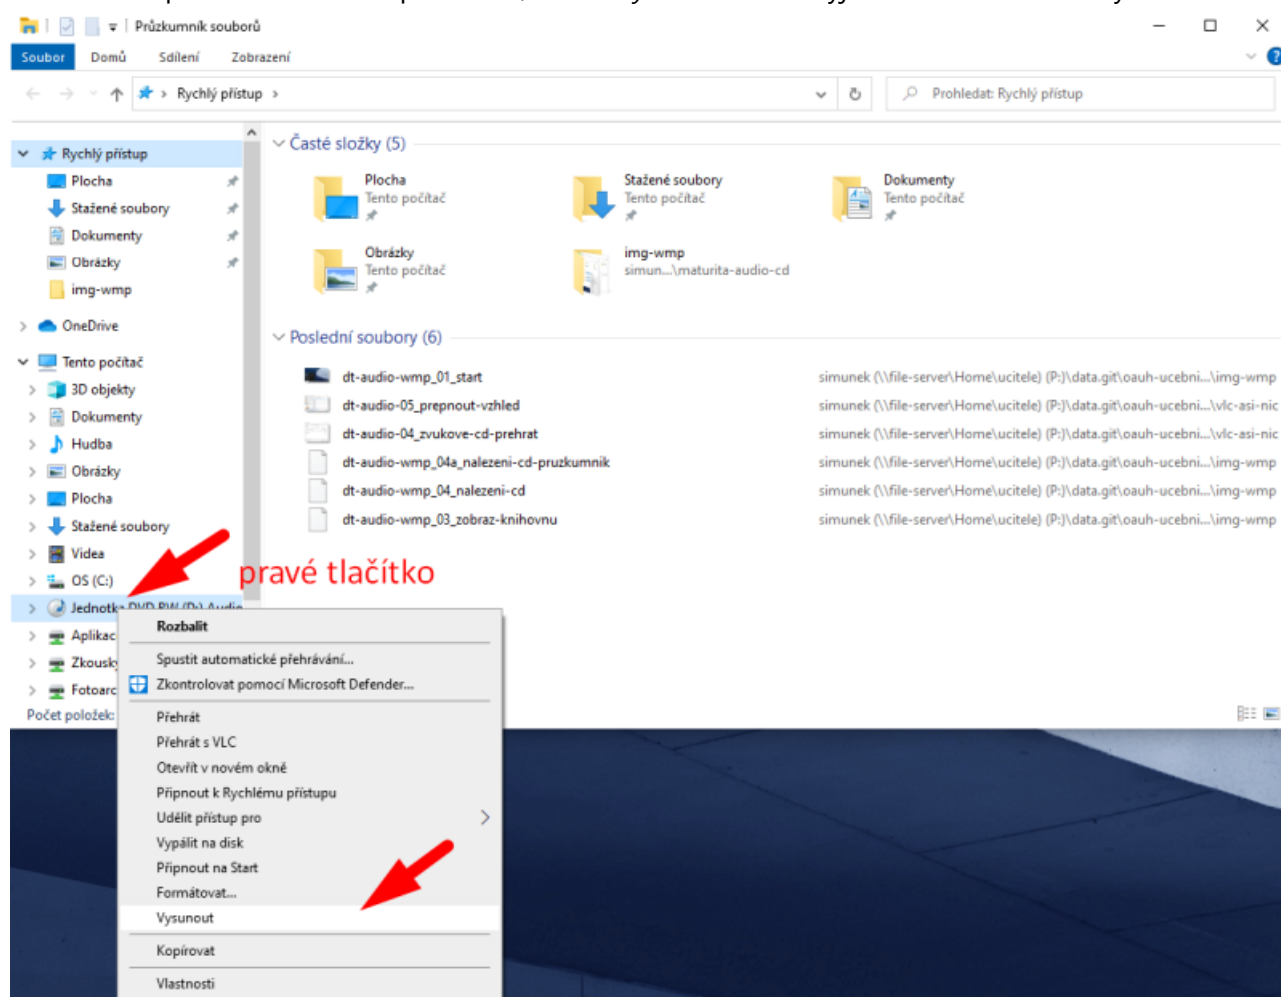 Průzkumník souborů
Soubor Domů Sdílení Zobrazení
Rychlý přístup
Prohledat: Rychlý přístup
Rychlý přístup
Plocha
Stažené soubory
Dokumenty
Obrázky
img-wmp
OneDrive
Tento počítač
3D objekty
Dokumenty
Hudba
Obrázky
Plocha
Stažené soubory
Videa
OS (C:)
Jednotka DVD RW (D:) Audio
Aplikac
Zkoušky
Fotoarc
Počet položek:
Časté složky (5)
Plocha
Tento počítač
Stažené soubory
Tento počítač
Dokumenty
Tento počítač
Obrázky
Tento počítač
img-wmp
simun...\maturita-audio-cd
Poslední soubory (6)
dt-audio-wmp_01_start simunek (\\file-server\Home\ucitele) (P:)\data.git\oauh-ucebni...\img-wmp
dt-audio-05_prepnout-vzhled simunek (\\file-server\Home\ucitele) (P:)\data.git\oauh-ucebni...\vlc-asi-nic
dt-audio-04_zvukove-cd-prehrat simunek (\\file-server\Home\ucitele) (P:)\data.git\oauh-ucebni...\vlc-asi-nic
dt-audio-wmp_04a_nalezeni-cd-pruzkumnik simunek (\\file-server\Home\ucitele) (P:)\data.git\oauh-ucebni...\img-wmp
dt-audio-wmp_04_nalezeni-cd simunek (\\file-server\Home\ucitele) (P:)\data.git\oauh-ucebni...\img-wmp
dt-audio-wmp_03_zobraz-knihovnu simunek (\\file-server\Home\ucitele) (P:)\data.git\oauh-ucebni...\img-wmp
pravé tlačítko
Rozbalit
Spustit automatické přehrávání...
Zkontrolovat pomocí Microsoft Defender...
Přehrát
Přehrát s VLC
Otevřít v novém okně
Připnout k Rychlému přístupu
Udělit přístup pro
Vypálit na disk
Připnout na Start
Formátovat...
Vysunout
Kopírovat
Vlastnosti